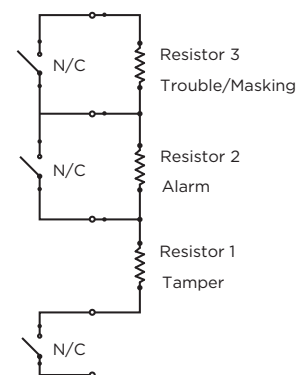 N/C
Resistor 3
Trouble/Masking
N/C
Resistor 2
Alarm
Resistor 1
Tamper
N/C